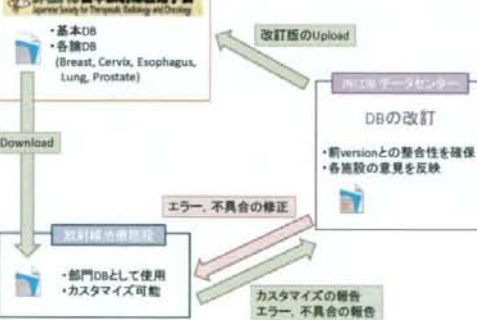 Japanese Society for Therapeutic Radiology and Oncology
・基本DB
・各論DB
(Breast, Cervix, Esophagus,
Lung, Prostate)
改訂版のUpload
データセンター
DBの改訂
・前versionとの整合性を確保
・各施設の意見を反映
Download
エラー，不具合の修正
放射線治療施設
・部門DBとして使用
・カスタマイズ可能
カスタマイズの報告
エラー，不具合の報告